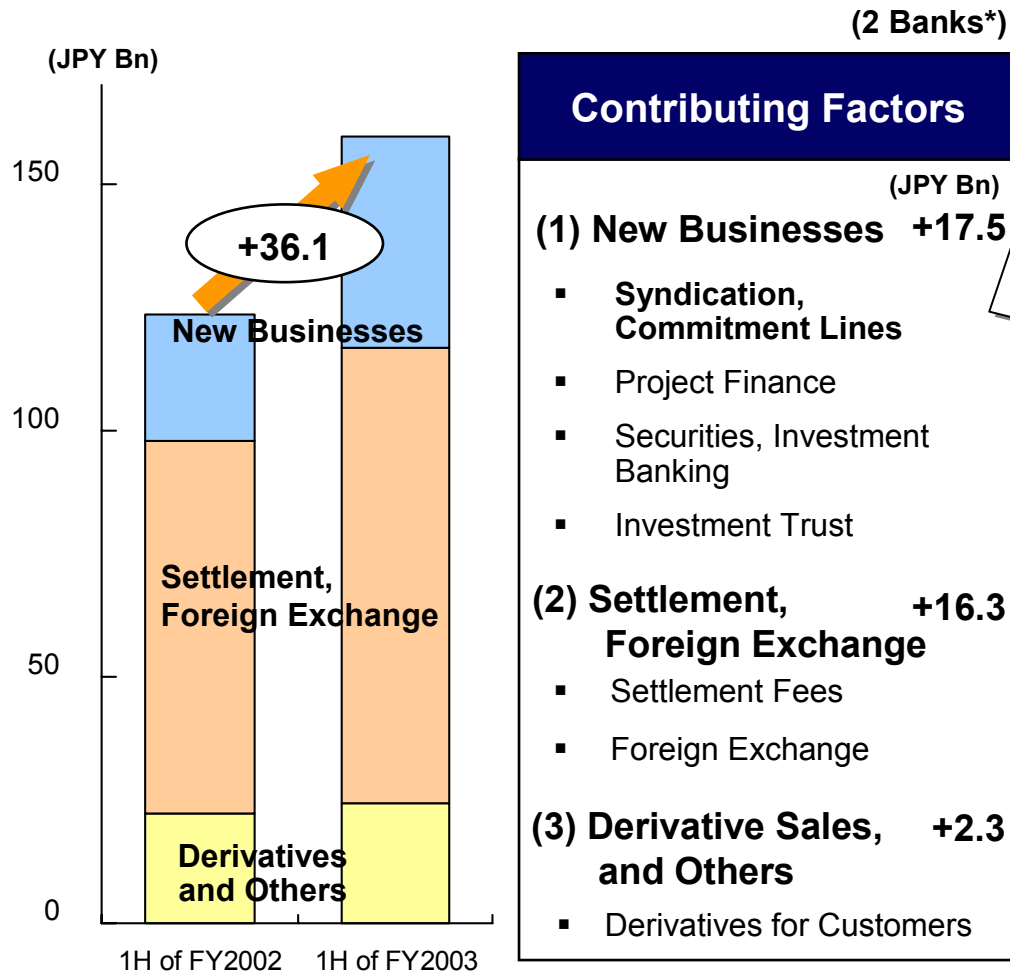 (2 Banks*)
(JPY Bn)
150
100
50
0
+36.1
New Businesses
Settlement,
Foreign Exchange
Derivatives
and Others
1H of FY2002 1H of FY2003
Contributing Factors
(JPY Bn)
(1) New Businesses +17.5
▪ Syndication,
Commitment Lines
▪ Project Finance
▪ Securities, Investment
Banking
▪ Investment Trust
(2) Settlement, +16.3
Foreign Exchange
▪ Settlement Fees
▪ Foreign Exchange
(3) Derivative Sales, +2.3
and Others
▪ Derivatives for Customers